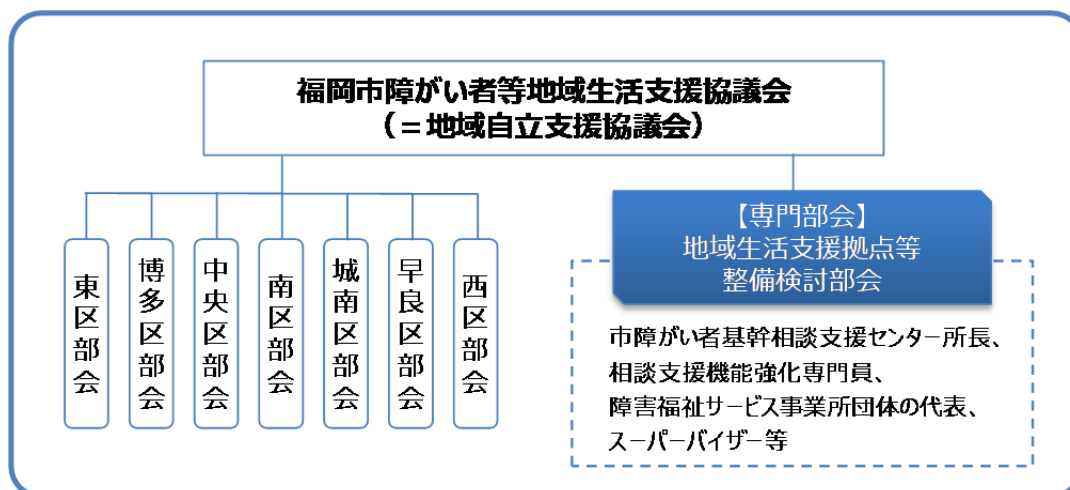 福岡市障がい者等地域生活支援協議会
(＝地域自立支援協議会)
東区部会
博多区部会
中央区部会
南区部会
城南区部会
早良区部会
西区部会
【専門部会】
地域生活支援拠点等
整備検討部会
市障がい者基幹相談支援センター所長、
相談支援機能強化専門員、
障害福祉サービス事業所団体の代表、
スーパーバイザー等